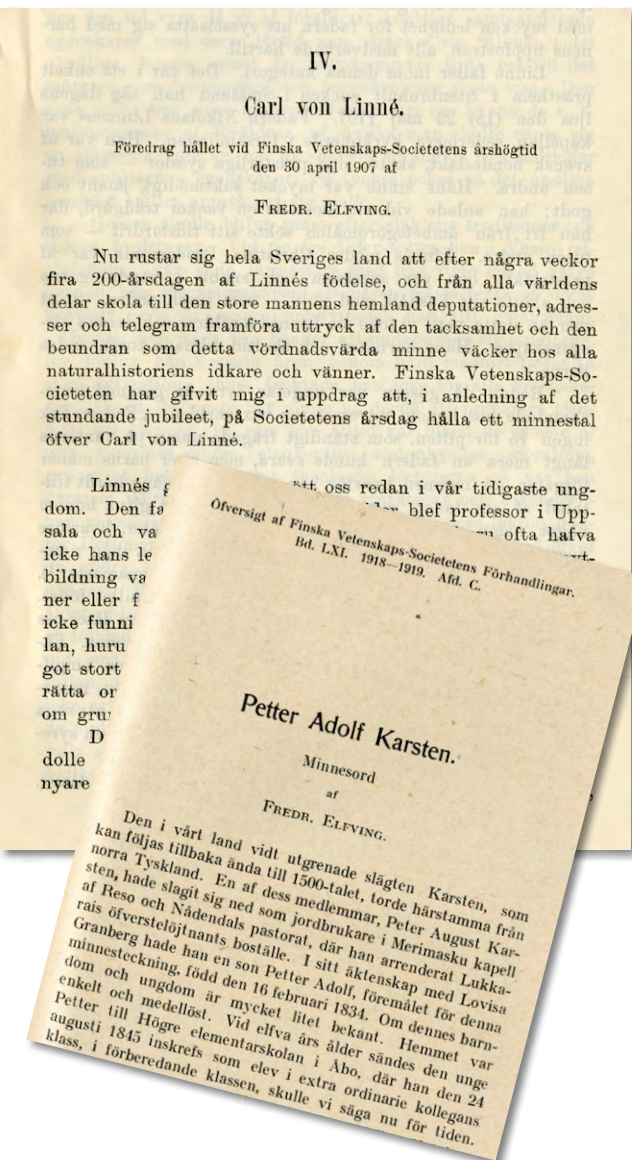 IV.
Carl von Linné.
Föredrag hållet vid Finska Vetenskaps-Societetens årshögtid
den 30 april 1907 af
FREDR. ELFVING.
Nu rustar sig hela Sveriges land att efter några veckor
fira 200-årsdagen af Linnés födelse, och från alla världens
delar skola till den store mannens hemland deputationer, adres-
ser och telegram framföra uttryck af den tacksamhet och den
beundran som detta vördnadsvärda minne väcker hos alla
naturalhistoriens idkare och vänner. Finska Vetenskaps-So-
cieteten har gifvit mig i uppdrag att, i anledning af det
stundande jubileet, på Societetens årsdag hålla ett minnestal
öfver Carl von Linné.
Linnés oss redan i vår tidigaste ung-
dom. Den blef professor i Upp-
sala och ofta hafva
icke hans
bildning
ner eller
icke
lan, huru
got stort
rätta
om
dolle
nyare
Öfversigt af Finska Vetenskaps-Societetens Förhandlingar.
Bd. LXI. 1918–1919. Afd. C.
Petter Adolf Karsten.
Minnesord
af
FREDR. ELFVING.
Den i vårt land vidt utgrenade slägten Karsten, som
kan följas tillbaka ända till 1500-talet, torde härstamma från
norra Tyskland. En af dess medlemmar, Peter August Kar-
sten, hade slagit sig ned som jordbrukare i Merimasku kapell
af Reso och Nådendals pastorat, där han arrenderat Lukka-
rais öfverstelöjtnants boställe. I sitt äktenskap med Lovisa
Granberg hade han en son Petter Adolf, föremålet för denna
minnesteckning, född den 16 februari 1834. Om dennes barn-
dom och ungdom är mycket litet bekant. Hemmet var
enkelt och medellöst. Vid elfva års ålder sändes den unge
Petter till Högre elementarskolan i Åbo, där han den 24
augusti 1845 inskrefs som elev i extra ordinarie kollegans
klass, i förberedande klassen, skulle vi säga nu för tiden.